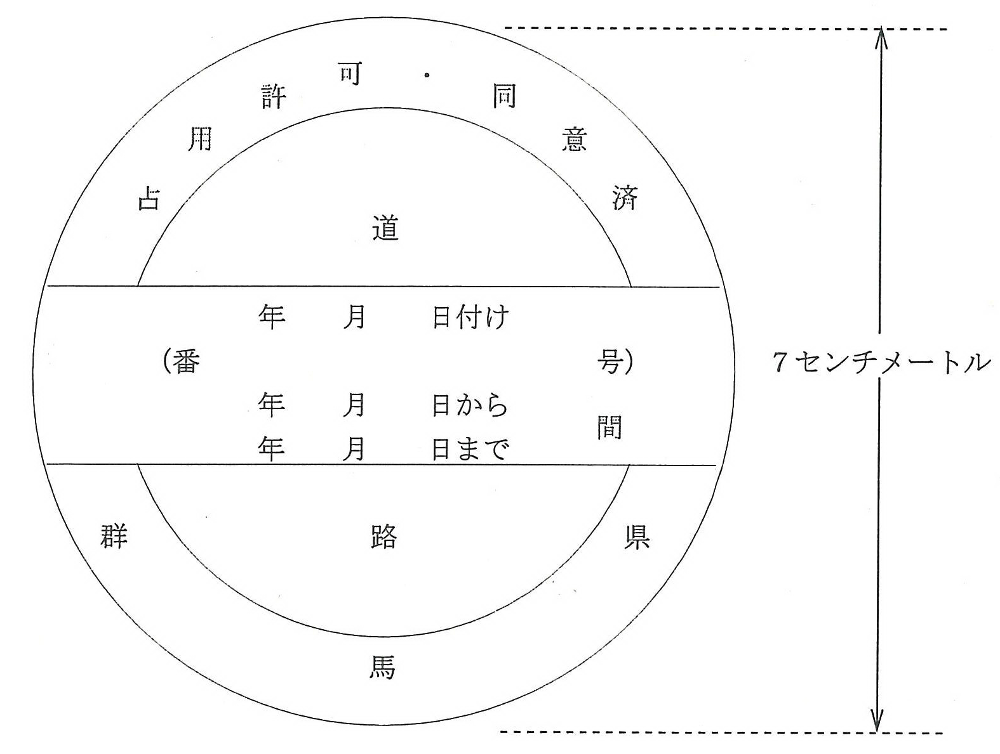 占用許可・同意済
道
年 月 日付け
(番 号)
年 月 日から
間
年 月 日まで
路
群馬県
7センチメートル